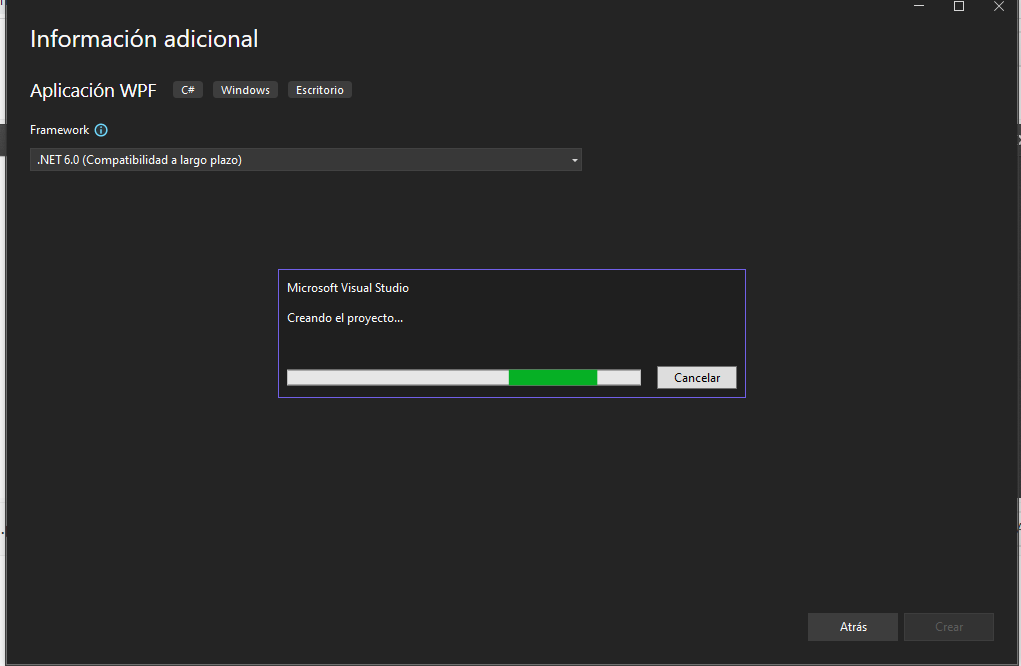 Información adicional
Aplicación WPF C# Windows Escritorio
Framework
.NET 6.0 (Compatibilidad a largo plazo)
Microsoft Visual Studio
Creando el proyecto...
Cancelar
Atrás Crear